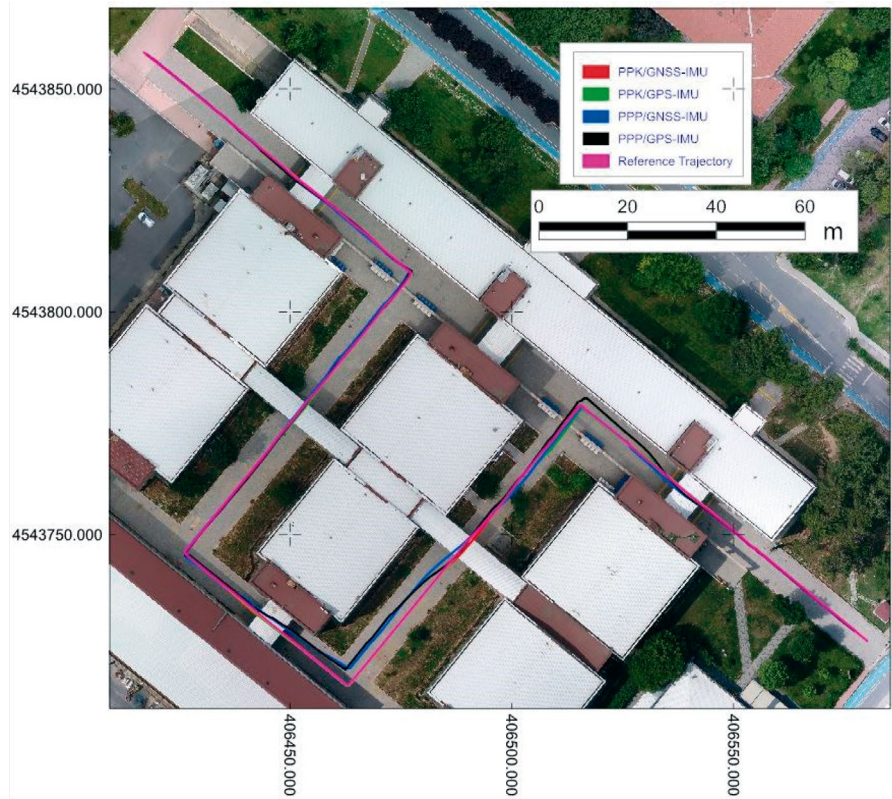 4543850.000
4543800.000
4543750.000
PPK/GNSS-IMU
PPK/GPS-IMU
PPP/GNSS-IMU
PPP/GPS-IMU
Reference Trajectory
0 20 40 60
m
406450.000
406500.000
406550.000